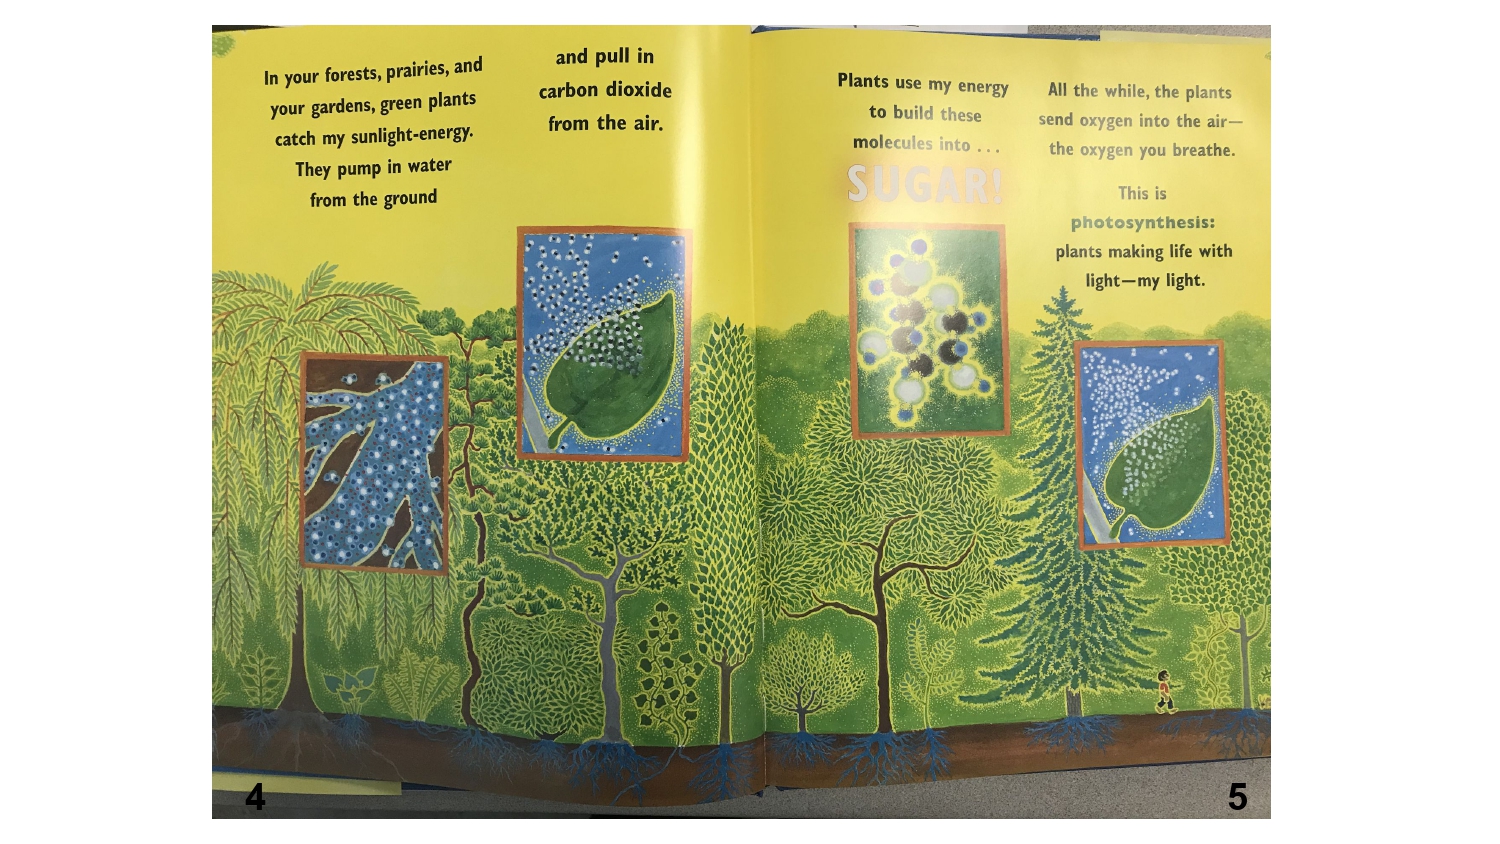 In your forests, prairies, and
your gardens, green plants
catch my sunlight-energy.
They pump in water
from the ground
and pull in
carbon dioxide
from the air.
Plants use my energy
to build these
molecules into . . .
SUGAR!
All the while, the plants
send oxygen into the air—
the oxygen you breathe.
This is
photosynthesis:
plants making life with
light—my light.
4
5